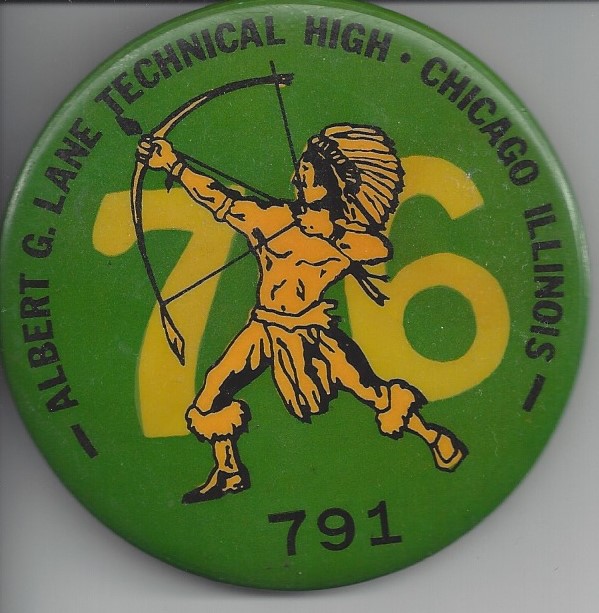 — ALBERT G. LANE TECHNICAL HIGH • CHICAGO ILLINOIS —
76
791